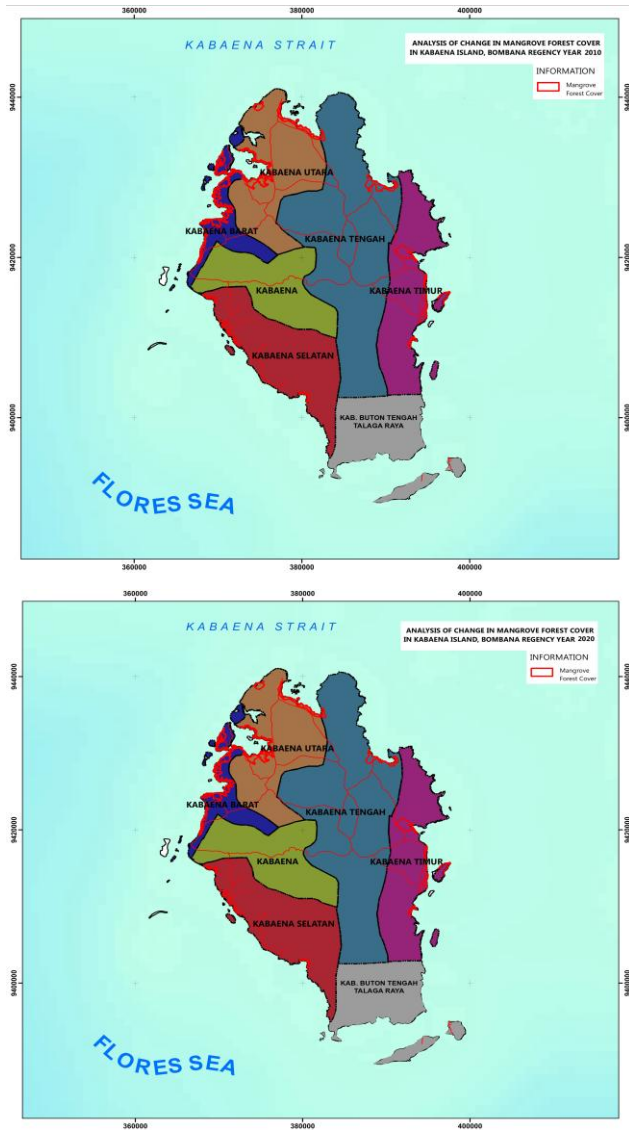 360000 380000 400000
KABAENA STRAIT
ANALYSIS OF CHANGE IN MANGROVE FOREST COVER
IN KABAENA ISLAND, BOMBANA REGENCY YEAR 2010
INFORMATION
Mangrove
Forest Cover
9440000 9440000
KABAENA UTARA
KABAENA BARAT
KABAENA TENGAH
9420000 9420000
KABAENA
KABAENA TIMUR
KABAENA SELATAN
9400000 9400000
KAB. BUTON TENGAH
TALAGA RAYA
FLORES SEA
360000 380000 400000
360000 380000 400000
KABAENA STRAIT
ANALYSIS OF CHANGE IN MANGROVE FOREST COVER
IN KABAENA ISLAND, BOMBANA REGENCY YEAR 2020
INFORMATION
Mangrove
Forest Cover
9440000 9440000
KABAENA UTARA
KABAENA BARAT
KABAENA TENGAH
9420000 9420000
KABAENA
KABAENA TIMUR
KABAENA SELATAN
9400000 9400000
KAB. BUTON TENGAH
TALAGA RAYA
FLORES SEA
360000 380000 400000